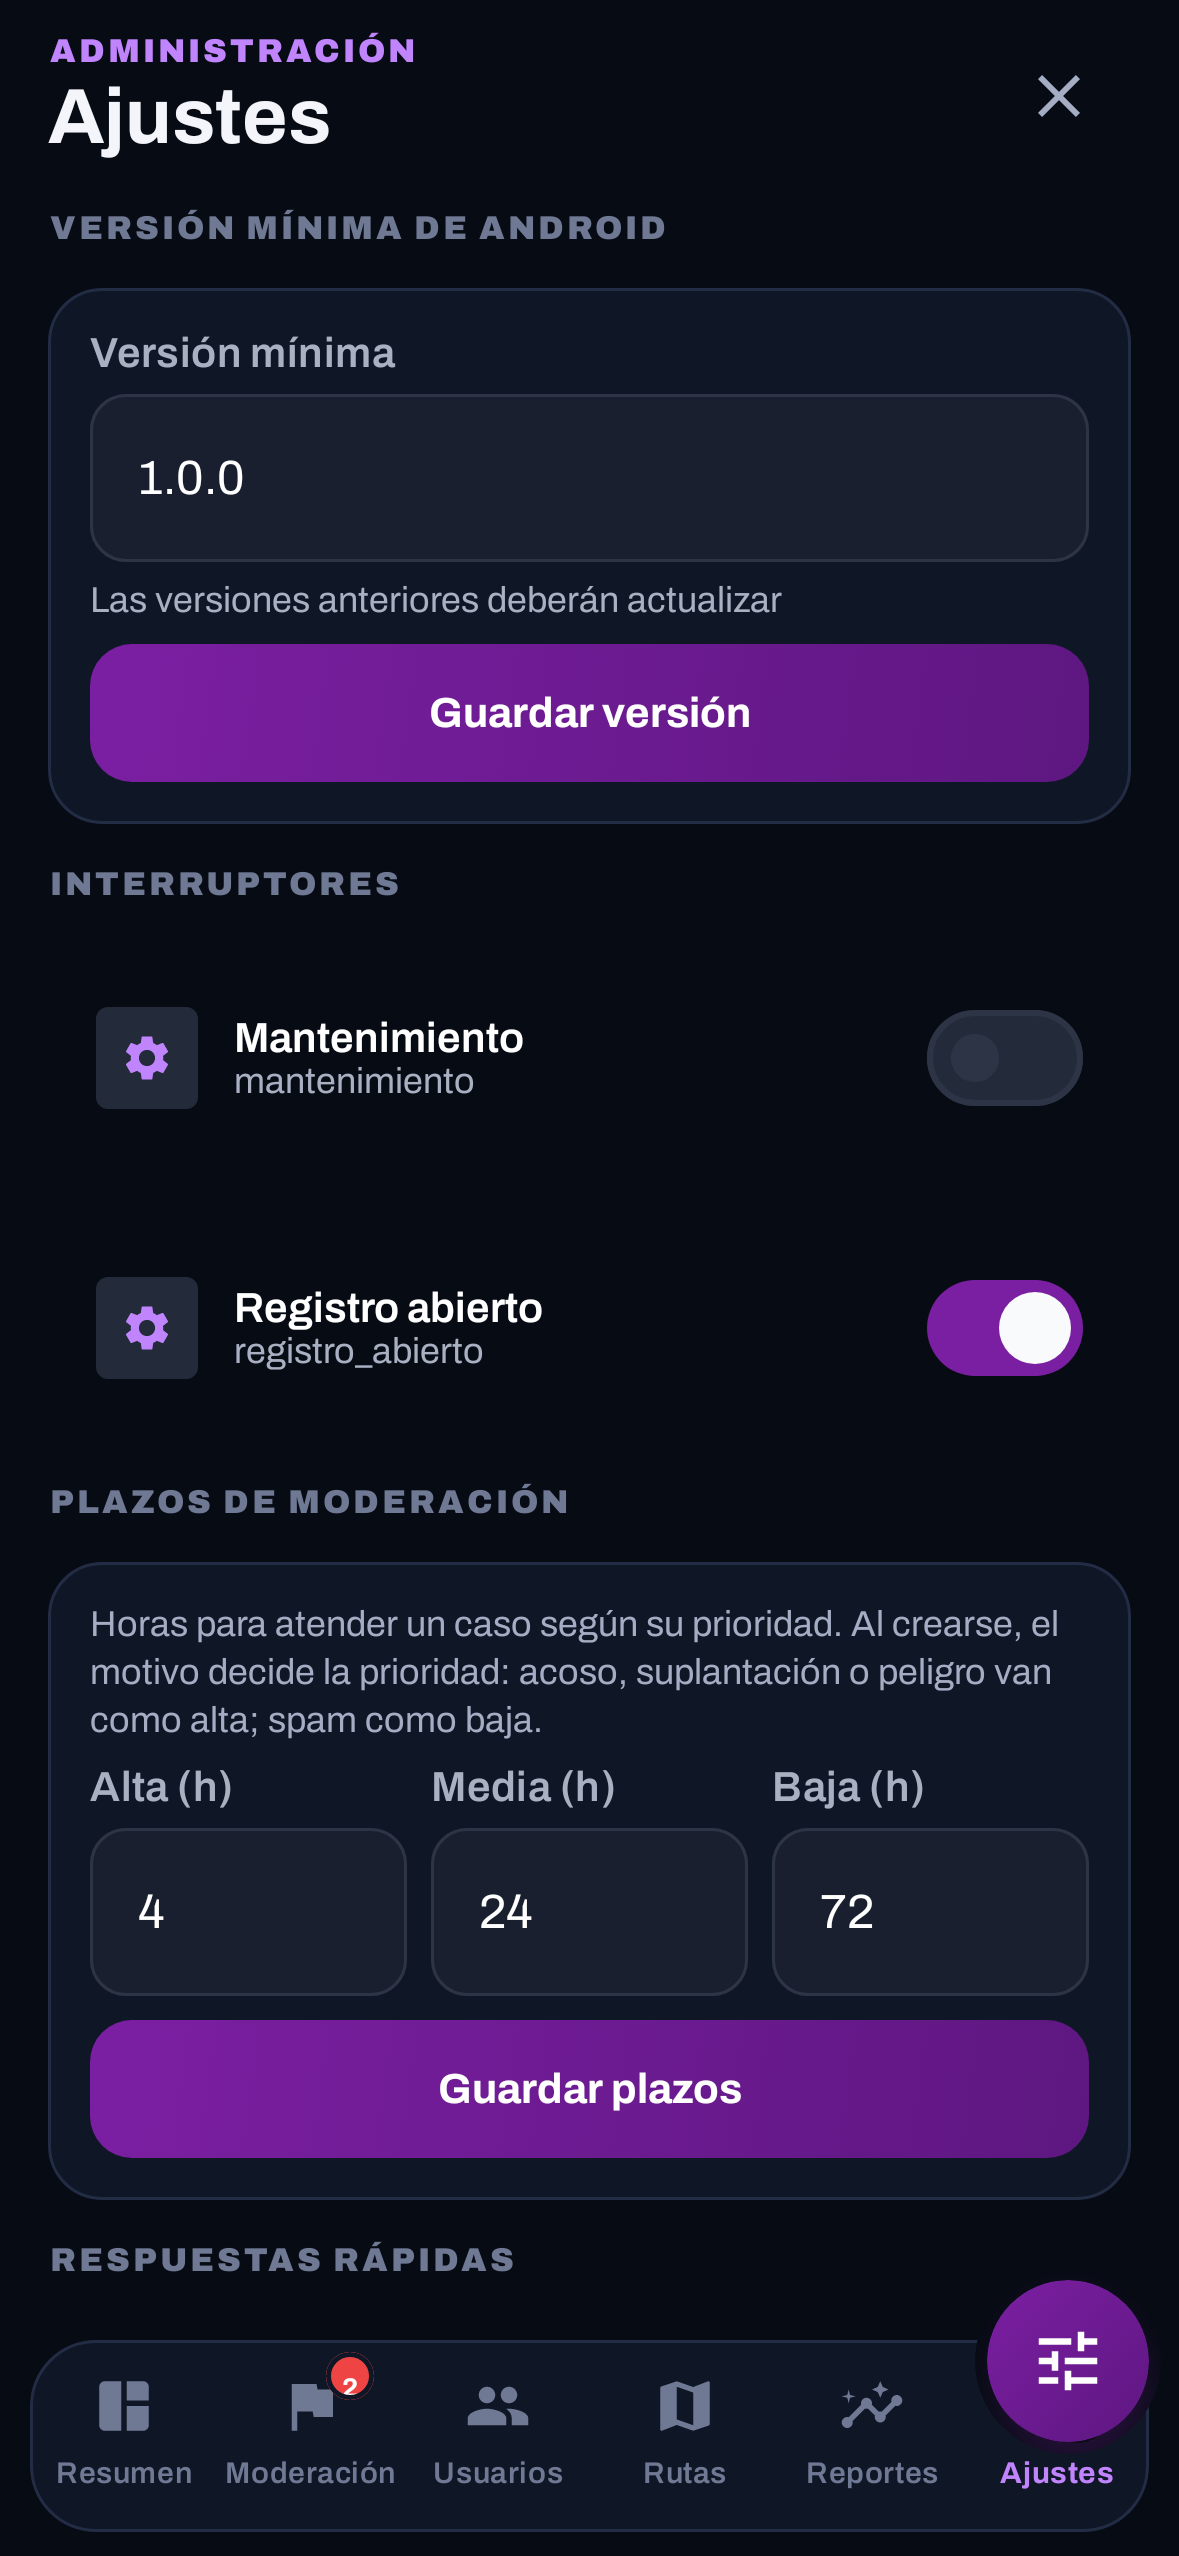 ADMINISTRACIÓN
Ajustes
VERSIÓN MÍNIMA DE ANDROID
Versión mínima
1.0.0
Las versiones anteriores deberán actualizar
Guardar versión
INTERRUPTORES
Mantenimiento
mantenimiento
Registro abierto
registro_abierto
PLAZOS DE MODERACIÓN
Horas para atender un caso según su prioridad. Al crearse, el
motivo decide la prioridad: acoso, suplantación o peligro van
como alta; spam como baja.
Alta (h) Media (h) Baja (h)
4 24 72
Guardar plazos
RESPUESTAS RÁPIDAS
2
Resumen Moderación Usuarios Rutas Reportes Ajustes